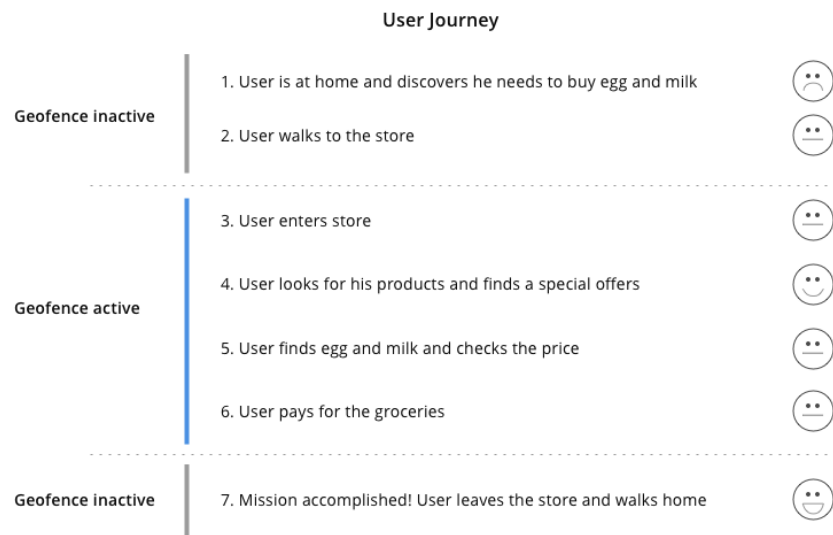 User Journey
Geofence inactive
1. User is at home and discovers he needs to buy egg and milk
2. User walks to the store
Geofence active
3. User enters store
4. User looks for his products and finds a special offers
5. User finds egg and milk and checks the price
6. User pays for the groceries
Geofence inactive
7. Mission accomplished! User leaves the store and walks home